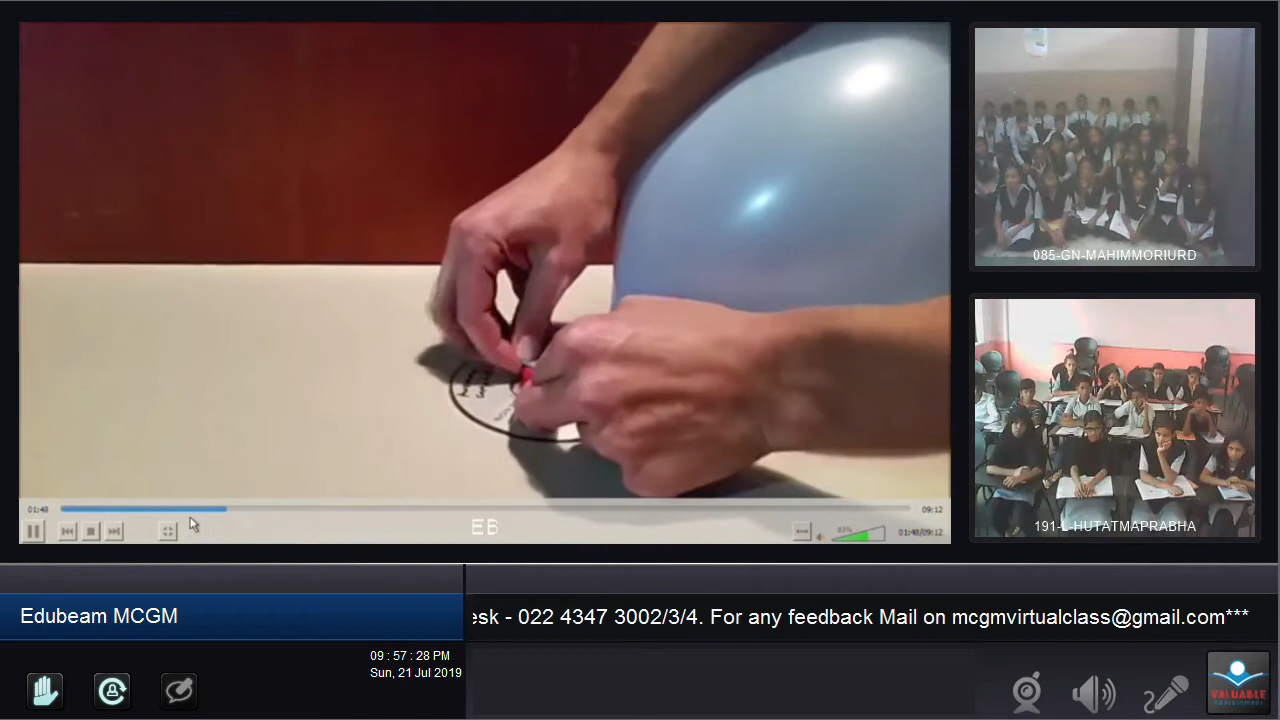 085-GN-MAHIMMORIURD
191-L-HUTATMAPRABHA
01:48
09:12
EB
83%
01:48/09:12
Edubeam MCGM
esk - 022 4347 3002/3/4. For any feedback Mail on mcgmvirtualclass@gmail.com***
09 : 57 : 28 PM
Sun, 21 Jul 2019
VALUABLE